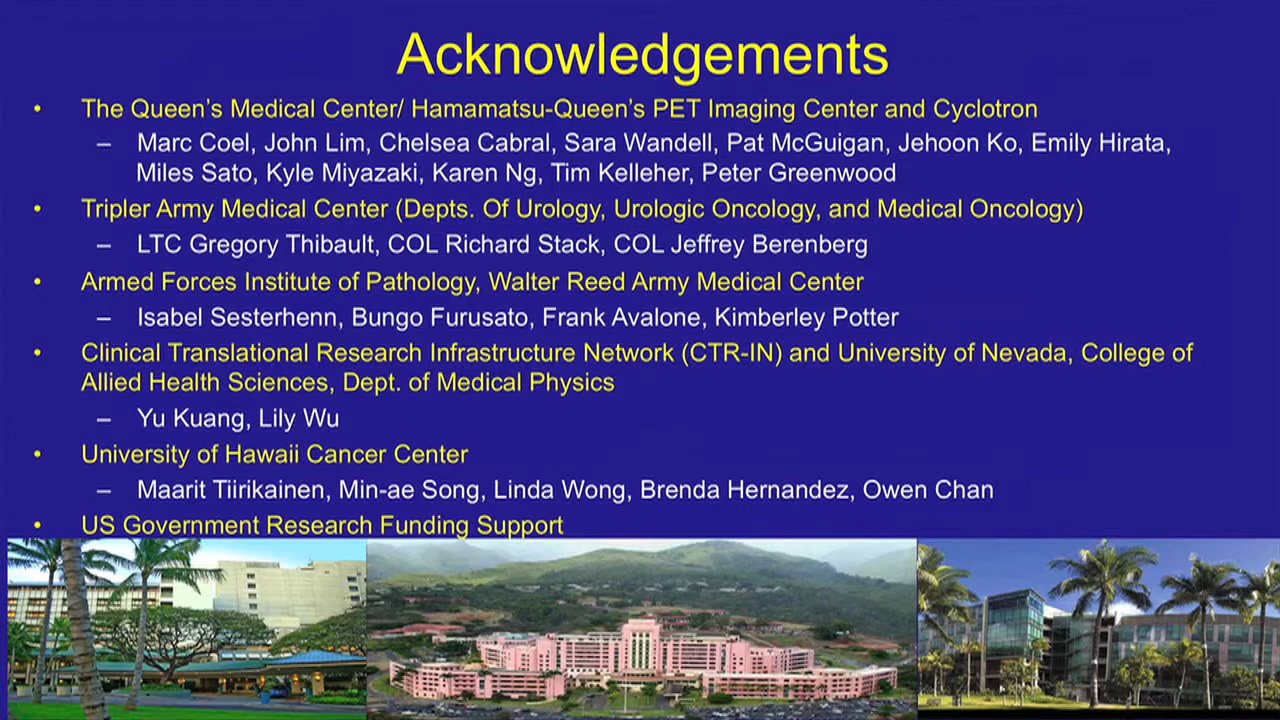 Acknowledgements
• The Queen's Medical Center/ Hamamatsu-Queen's PET Imaging Center and Cyclotron
– Marc Coel, John Lim, Chelsea Cabral, Sara Wandell, Pat McGuigan, Jehoon Ko, Emily Hirata,
Miles Sato, Kyle Miyazaki, Karen Ng, Tim Kelleher, Peter Greenwood
• Tripler Army Medical Center (Depts. Of Urology, Urologic Oncology, and Medical Oncology)
– LTC Gregory Thibault, COL Richard Stack, COL Jeffrey Berenberg
• Armed Forces Institute of Pathology, Walter Reed Army Medical Center
– Isabel Sesterhenn, Bungo Furusato, Frank Avalone, Kimberley Potter
• Clinical Translational Research Infrastructure Network (CTR-IN) and University of Nevada, College of
Allied Health Sciences, Dept. of Medical Physics
– Yu Kuang, Lily Wu
• University of Hawaii Cancer Center
– Maarit Tiirikainen, Min-ae Song, Linda Wong, Brenda Hernandez, Owen Chan
• US Government Research Funding Support